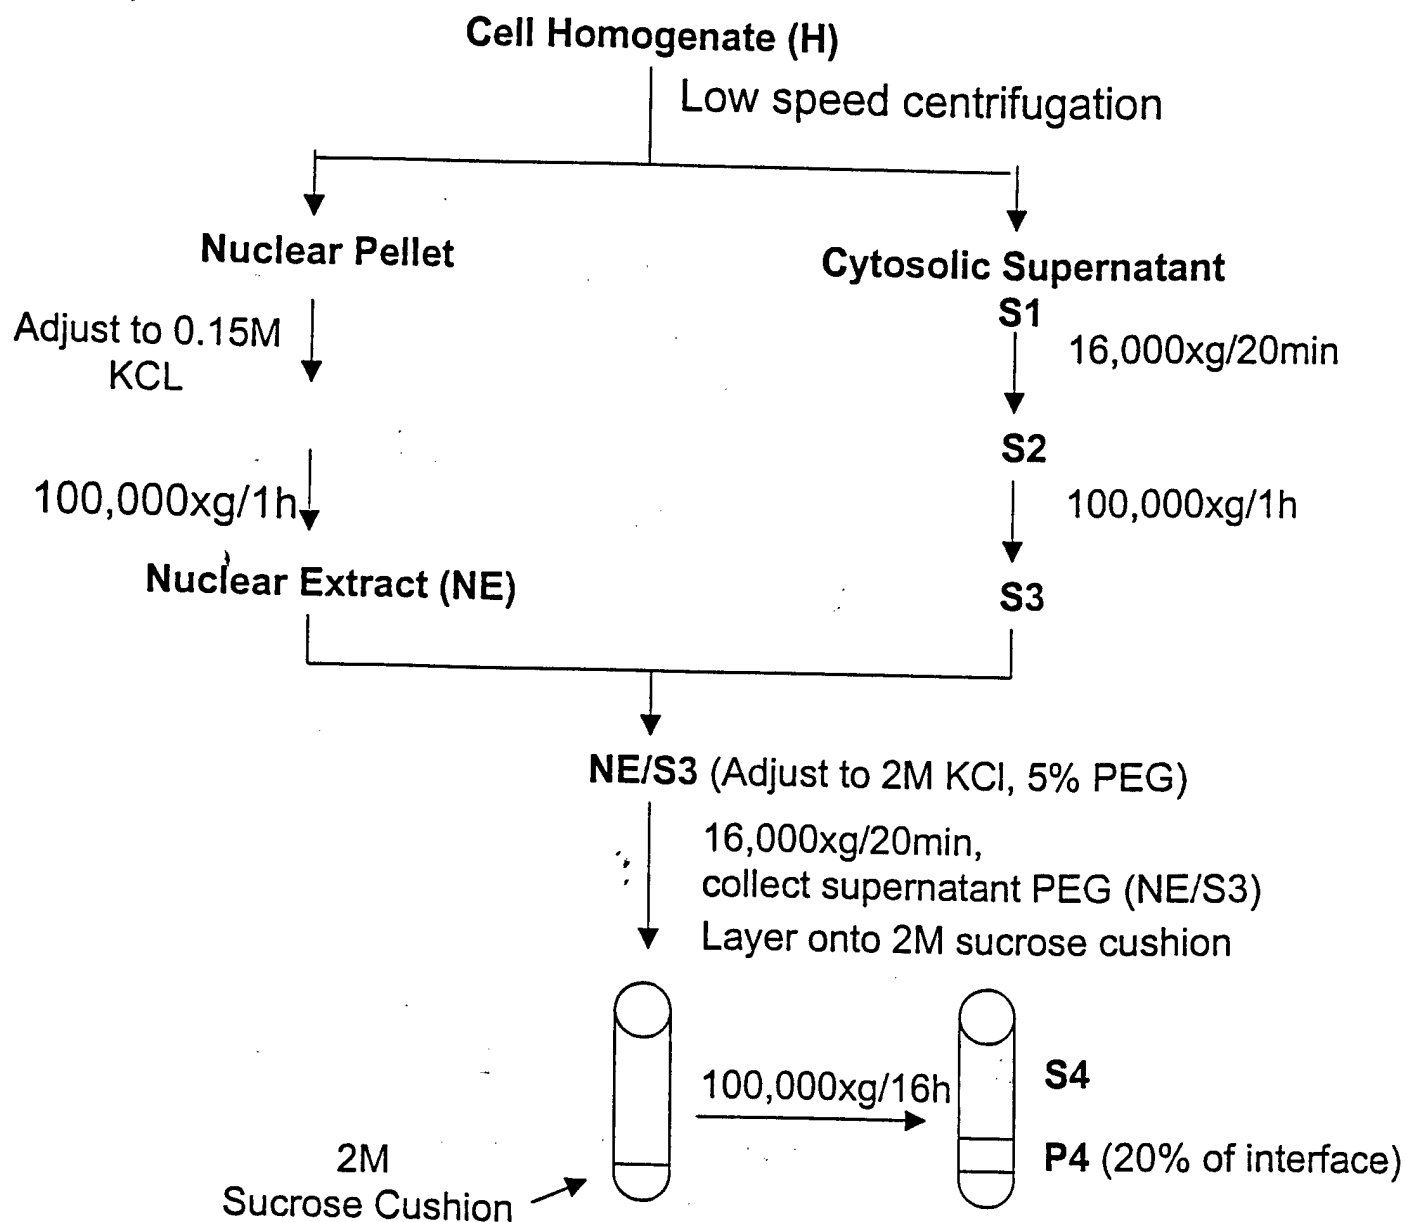 Cell Homogenate (H)
Low speed centrifugation
Nuclear Pellet
Cytosolic Supernatant
S1
Adjust to 0.15M
KCL
16,000xg/20min
S2
100,000xg/1h
100,000xg/1h
Nuclear Extract (NE)
S3
NE/S3 (Adjust to 2M KCl, 5% PEG)
16,000xg/20min,
collect supernatant PEG (NE/S3)
Layer onto 2M sucrose cushion
100,000xg/16h
S4
P4 (20% of interface)
2M
Sucrose Cushion